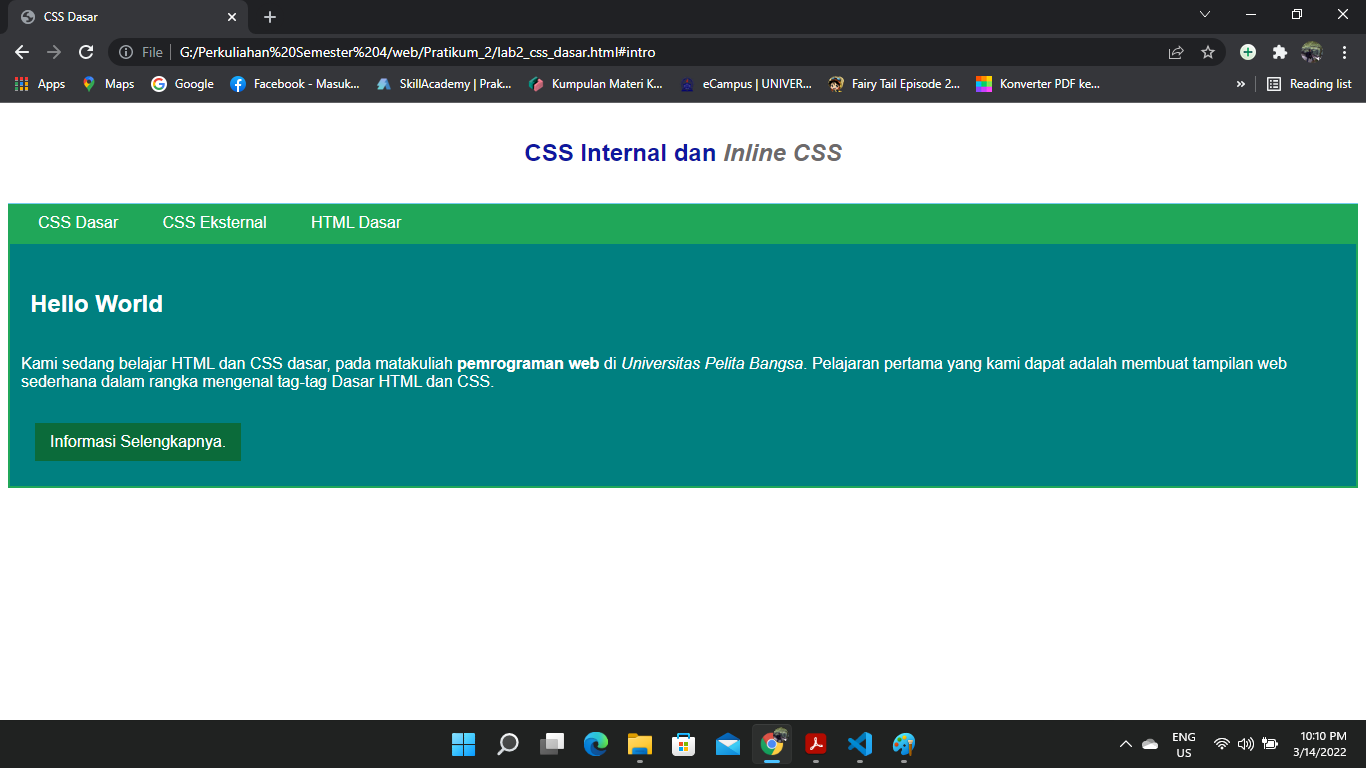 CSS Dasar
File
G:/Perkuliahan%20Semester%204/web/Pratikum_2/lab2_css_dasar.html#intro
Apps Maps Google Facebook - Masuk... SkillAcademy | Prak... Kumpulan Materi K... eCampus | UNIVER... Fairy Tail Episode 2... Konverter PDF ke... » Reading list
CSS Internal dan Inline CSS
CSS Dasar CSS Eksternal HTML Dasar
Hello World
Kami sedang belajar HTML dan CSS dasar, pada matakuliah pemrograman web di Universitas Pelita Bangsa. Pelajaran pertama yang kami dapat adalah membuat tampilan web
sederhana dalam rangka mengenal tag-tag Dasar HTML dan CSS.
Informasi Selengkapnya.
ENG
US
10:10 PM
3/14/2022